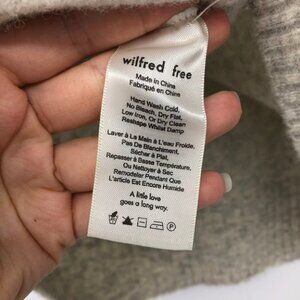 wilfred free
Made In China
Fabriqué en Chine
Hand Wash Cold,
No Bleach, Dry Flat,
Low Iron, Or Dry Clean
Reshape Whilst Damp
Laver À La Main À L'eau Froide.
Pas De Blanchiment,
Sécher À Plat,
Repasser À Basse Température,
Ou Nettoyer À Sec
Remodeler Pendant Que
L'article Est Encore Humide
A little love
goes a long way.
P